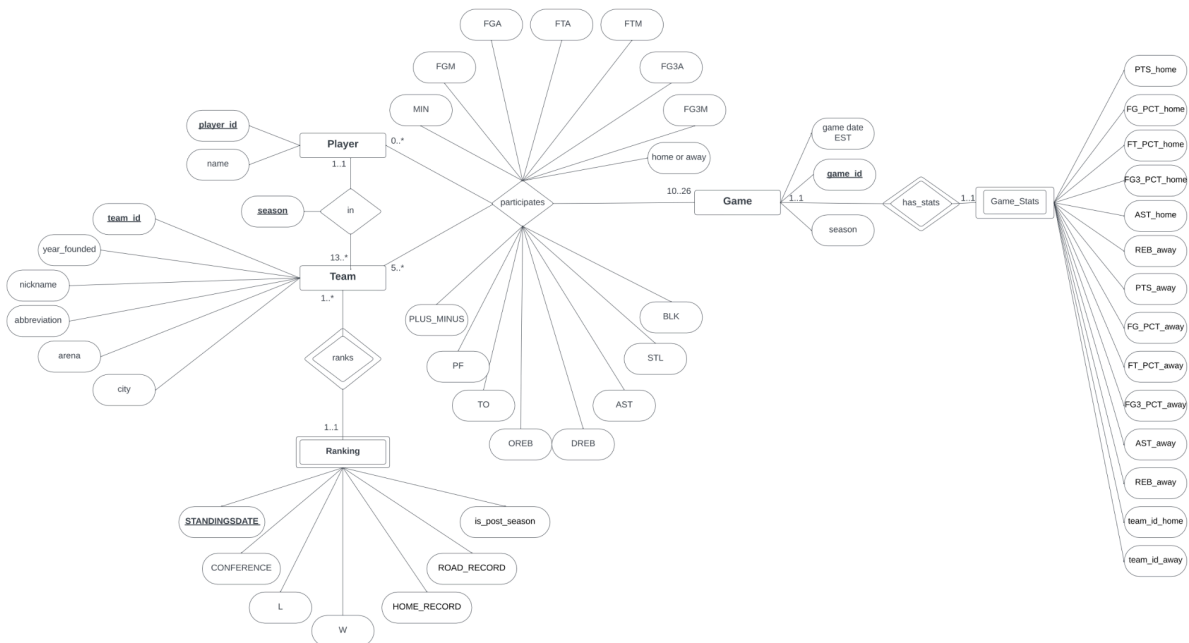 FGA
FTA
FTM
FGM
FG3A
PTS_home
MIN
FG3M
FG_PCT_home
player_id
Player
0..*
game date
EST
FT_PCT_home
name
1..1
home or away
game_id
FG3_PCT_home
team_id
season
in
participates
10..26
Game
1..1
has_stats
1..1
Game_Stats
AST_home
season
REB_away
year_founded
13..*
nickname
Team
5..*
PTS_away
1..*
abbreviation
PLUS_MINUS
BLK
FG_PCT_away
arena
ranks
PF
STL
FT_PCT_away
city
TO
AST
FG3_PCT_away
1..1
OREB
DREB
AST_away
Ranking
REB_away
STANDINGSDATE
is_post_season
team_id_home
CONFERENCE
ROAD_RECORD
team_id_away
L
HOME_RECORD
W